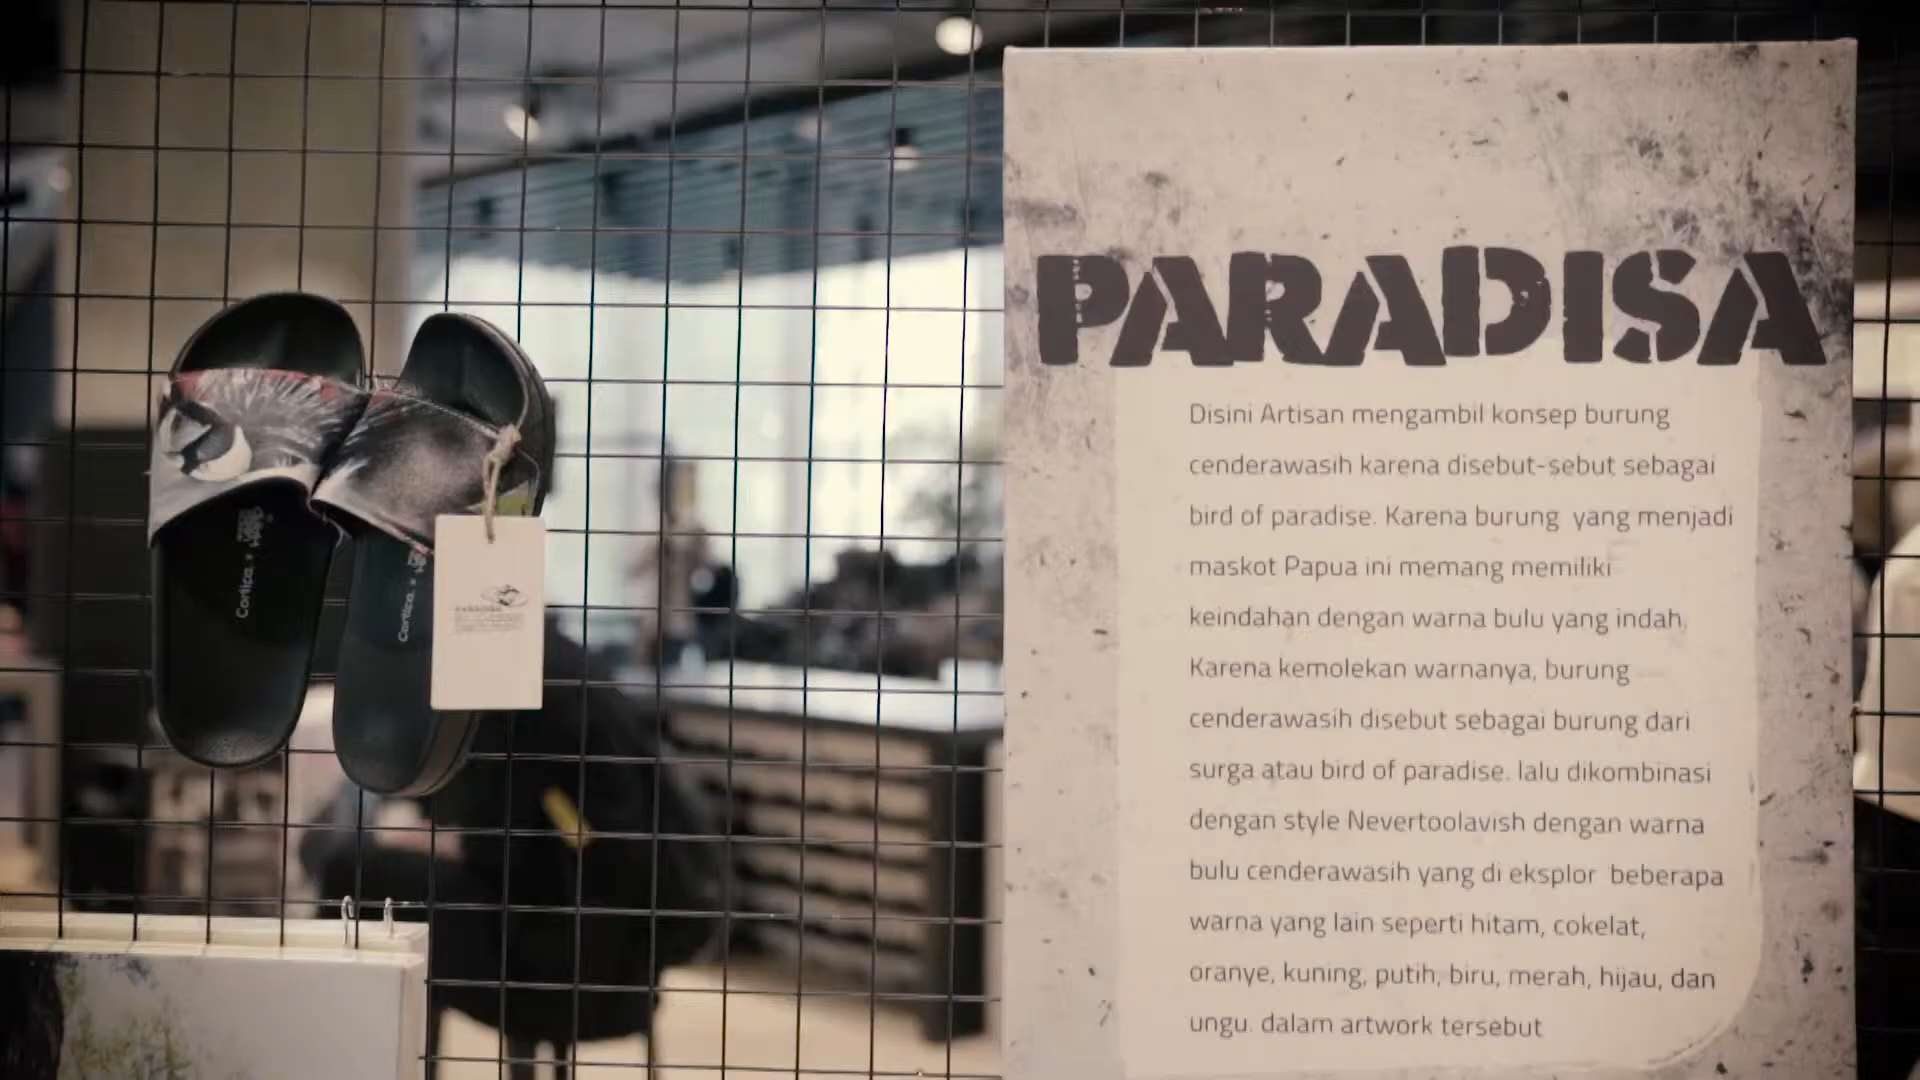 PARADISA
Disini Artisan mengambil konsep burung
cenderawasih karena disebut-sebut sebagai
bird of paradise. Karena burung yang menjadi
maskot Papua ini memang memiliki
keindahan dengan warna bulu yang indah.
Karena kemolekan warnanya, burung
cenderawasih disebut sebagai burung dari
surga atau bird of paradise. lalu dikombinasi
dengan style Nevertoolavish dengan warna
bulu cenderawasih yang di eksplor beberapa
warna yang lain seperti hitam, cokelat,
oranye, kuning, putih, biru, merah, hijau, dan
ungu. dalam artwork tersebut
Cortica.
Cortica.